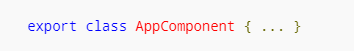 export class AppComponent { ... }